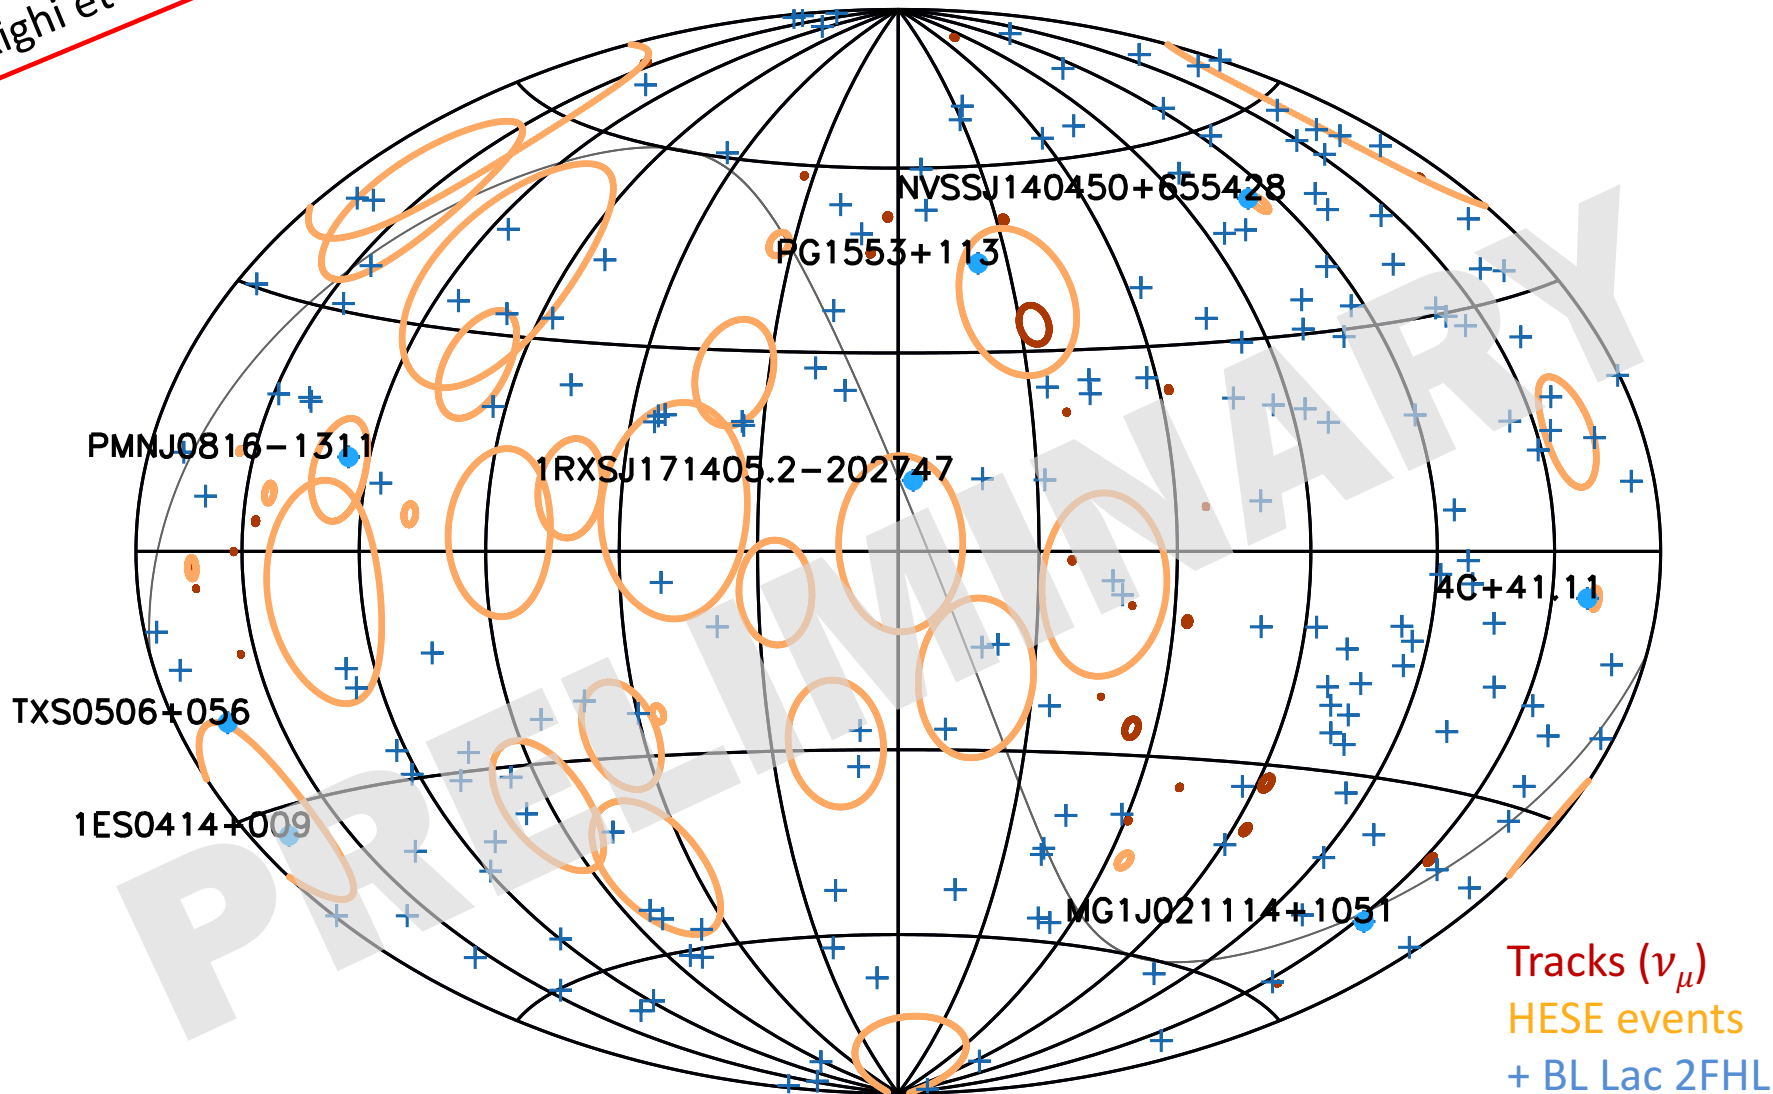 ighi et
NVSSJ140450+655428
PG1553+113
PMNJ0816-1311
1RXSJ171405.2-202747
4C+41.11
TXS0506+056
1ES0414+009
MG1J021114+1051
PRELIMINARY
Tracks (νμ)
HESE events
+ BL Lac 2FHL